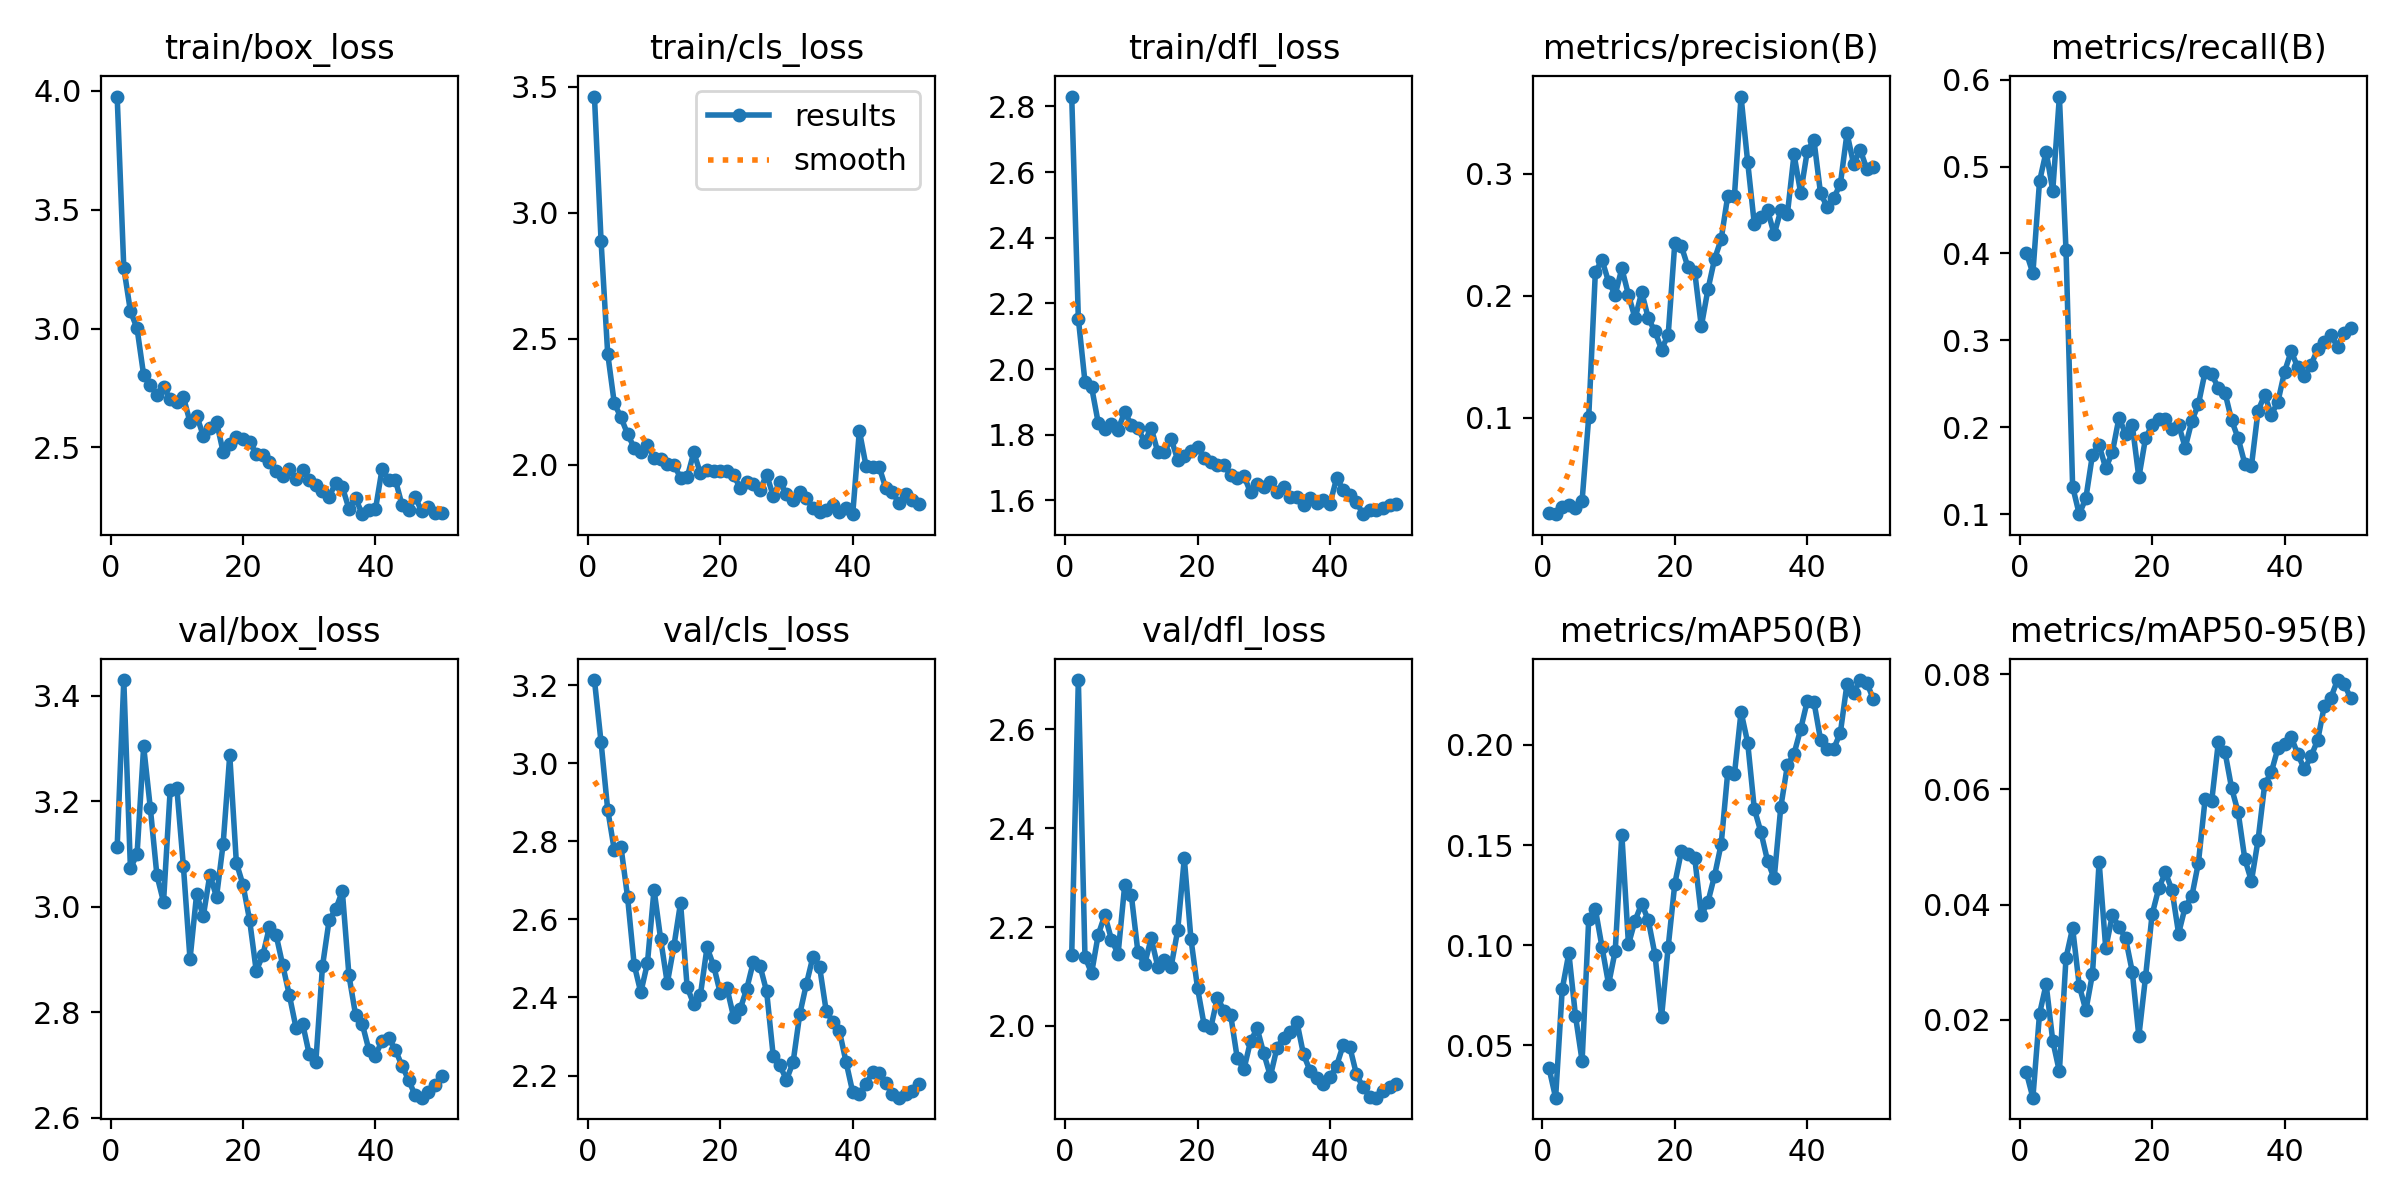 train/box_loss
4.0
3.5
3.0
2.5
0 20 40
train/cls_loss
3.5
3.0
2.5
2.0
0 20 40
results
smooth
train/dfl_loss
2.8
2.6
2.4
2.2
2.0
1.8
1.6
0 20 40
metrics/precision(B)
0.3
0.2
0.1
0 20 40
metrics/recall(B)
0.6
0.5
0.4
0.3
0.2
0.1
0 20 40
val/box_loss
3.4
3.2
3.0
2.8
2.6
0 20 40
val/cls_loss
3.2
3.0
2.8
2.6
2.4
2.2
0 20 40
val/dfl_loss
2.6
2.4
2.2
2.0
0 20 40
metrics/mAP50(B)
0.20
0.15
0.10
0.05
0 20 40
metrics/mAP50-95(B)
0.08
0.06
0.04
0.02
0 20 40